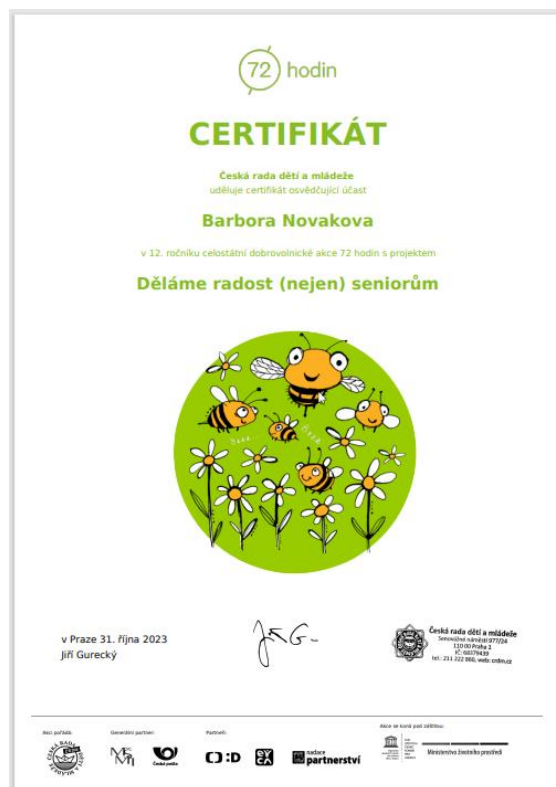 72 hodin
CERTIFIKÁT
Česká rada dětí a mládeže
uděluje certifikát osvědčující účast
Barbora Novakova
v 12. ročníku celostátní dobrovolnické akce 72 hodin s projektem
Děláme radost (nejen) seniorům
Bzzz...
Bzzz
v Praze 31. října 2023
Jiří Gurecký
Česká rada dětí a mládeže
Senovážné náměstí 977/24
110 00 Praha 1
IČ: 68379439
tel.: 211 222 860, web: crdm.cz
Akci pořádá:
Generální partner:
Partneři:
Akce se koná pod záštitou:
Česká pošta
:D
nadace
partnerství
Ministerstvo životního prostředí